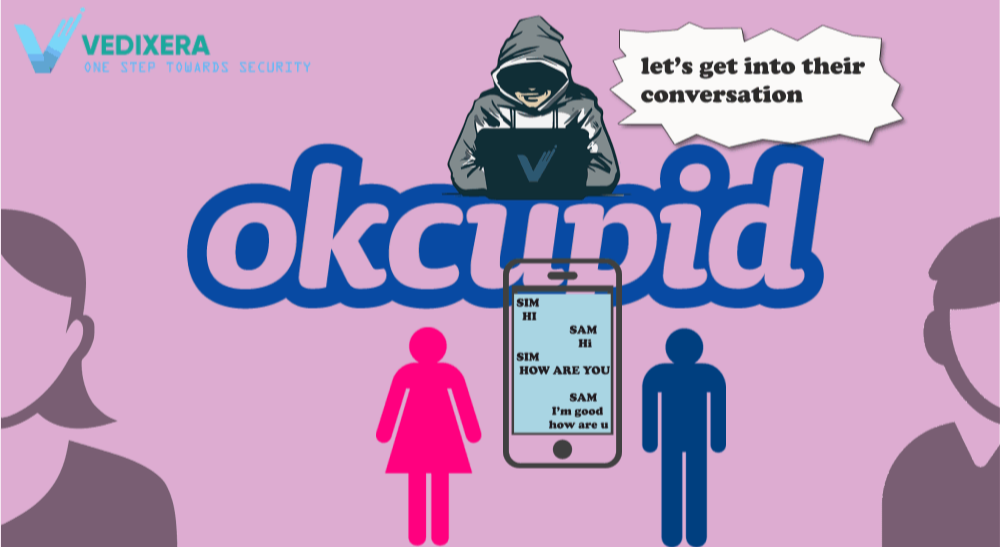 VEDIXERA
ONE STEP TOWARDS SECURITY
let's get into their
conversation
okcupid
SIM
HI
SAM
Hi
SIM
HOW ARE YOU
SAM
I'm good
how are u